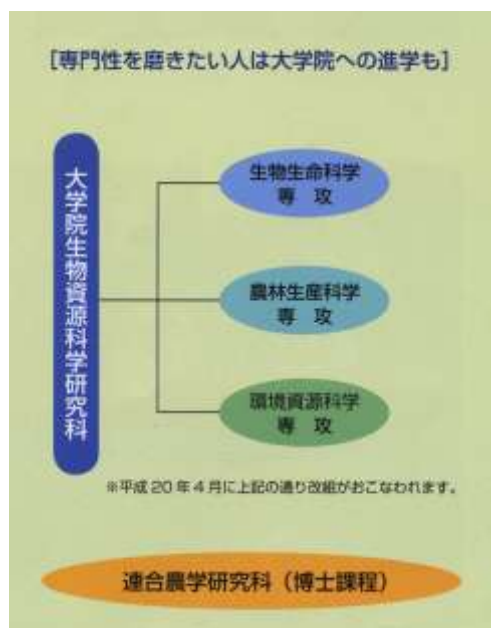 [専門性を磨きたい人は大学院への進学も]
大学院生物資源科学研究科
生物生命科学
専　攻
農林生産科学
専　攻
環境資源科学
専　攻
※平成20年4月に上記の通り改組がおこなわれます。
連合農学研究科（博士課程）